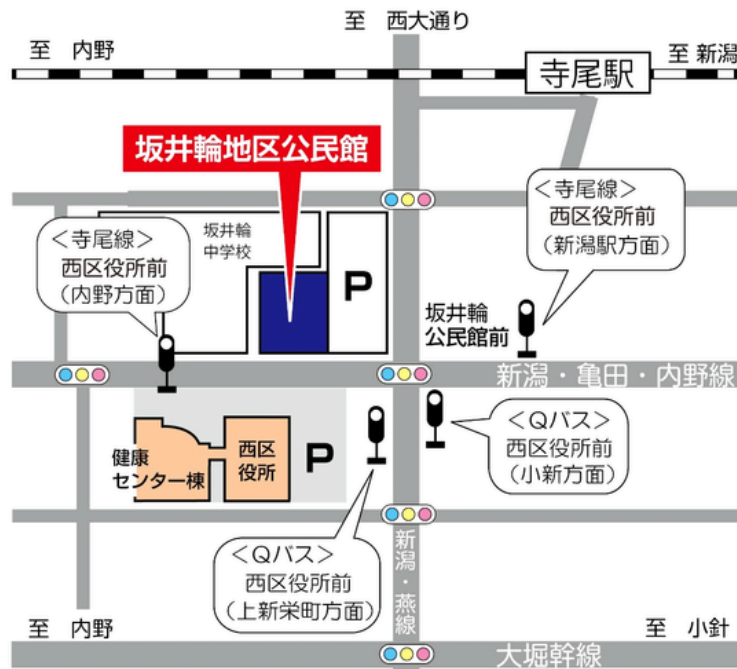 至 西大通り
至 内野
寺尾駅
至 新潟
坂井輪地区公民館
＜寺尾線＞
西区役所前
（新潟駅方面）
坂井輪
中学校
＜寺尾線＞
西区役所前
（内野方面）
P
坂井輪
公民館前
新潟・亀田・内野線
＜Qバス＞
西区役所前
（小新方面）
健康
センター棟
西区
役所
P
新潟・燕線
＜Qバス＞
西区役所前
（上新栄町方面）
至 内野
至 小針
大堀幹線